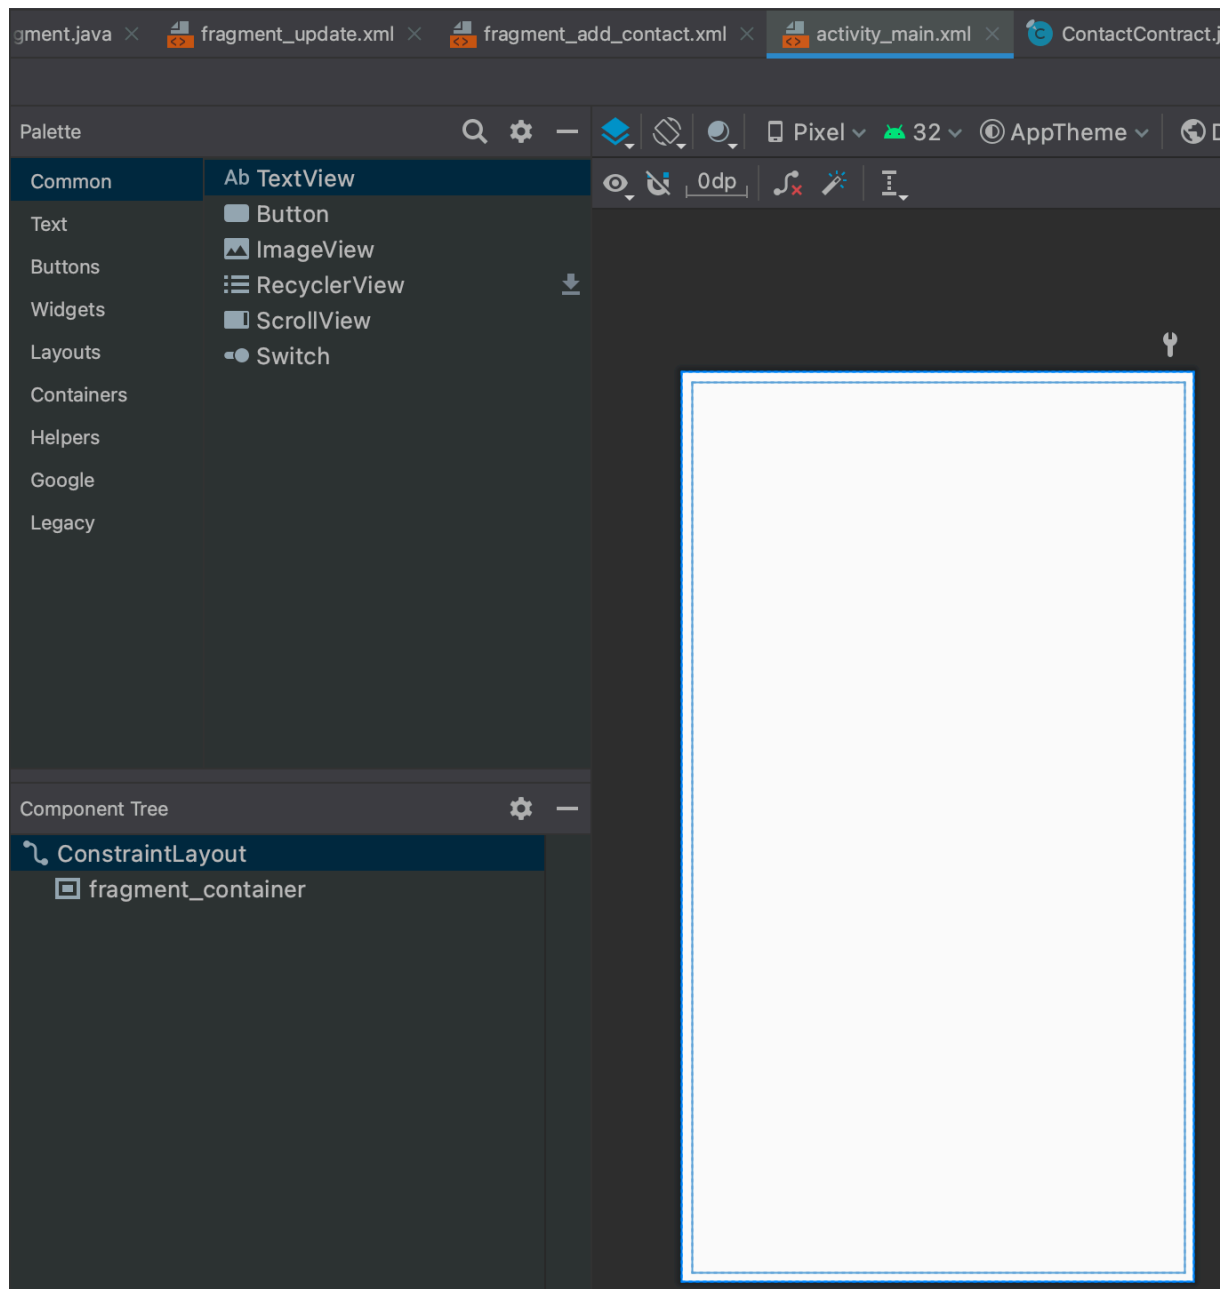 gment.java fragment_update.xml fragment_add_contact.xml activity_main.xml ContactContract.j
Palette
Pixel 32 AppTheme D
Common
Text
Buttons
Widgets
Layouts
Containers
Helpers
Google
Legacy
Ab TextView
Button
ImageView
RecyclerView
ScrollView
Switch
0dp
Component Tree
ConstraintLayout
fragment_container